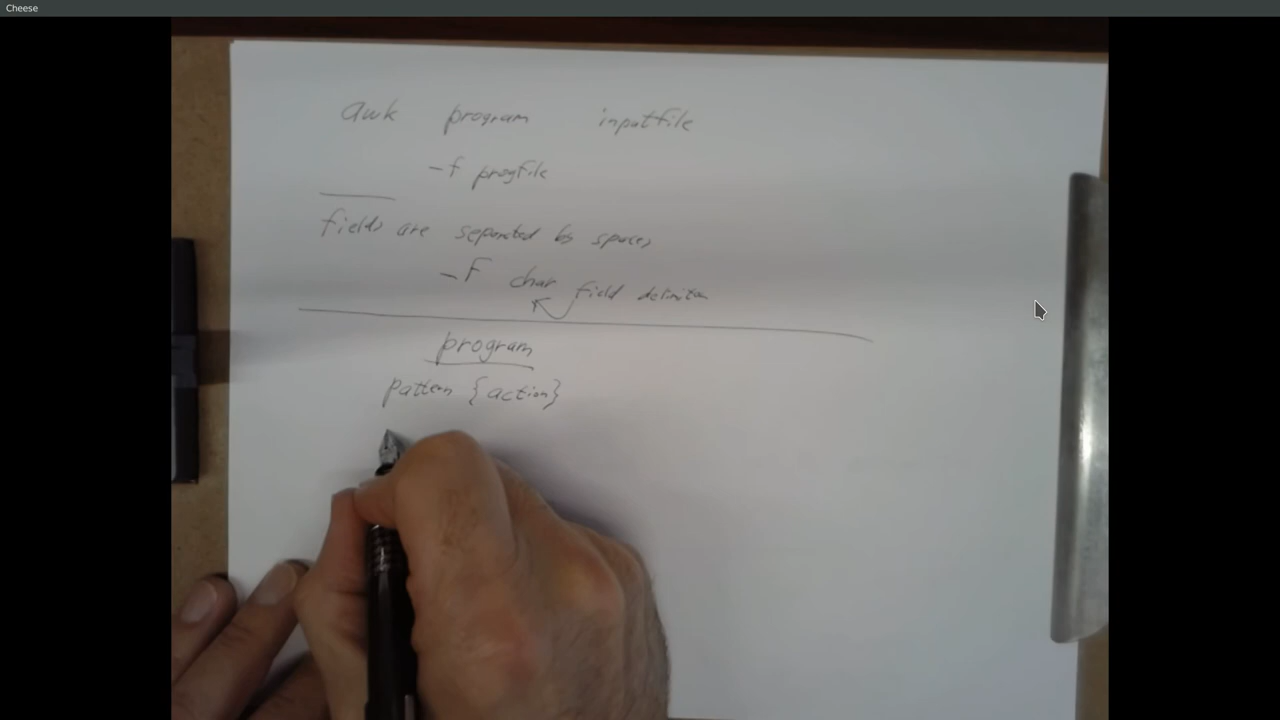 Cheese
awk program inputfile
-f progfile
fields are separated by spaces
-F char field delimiter
program
pattern {action}